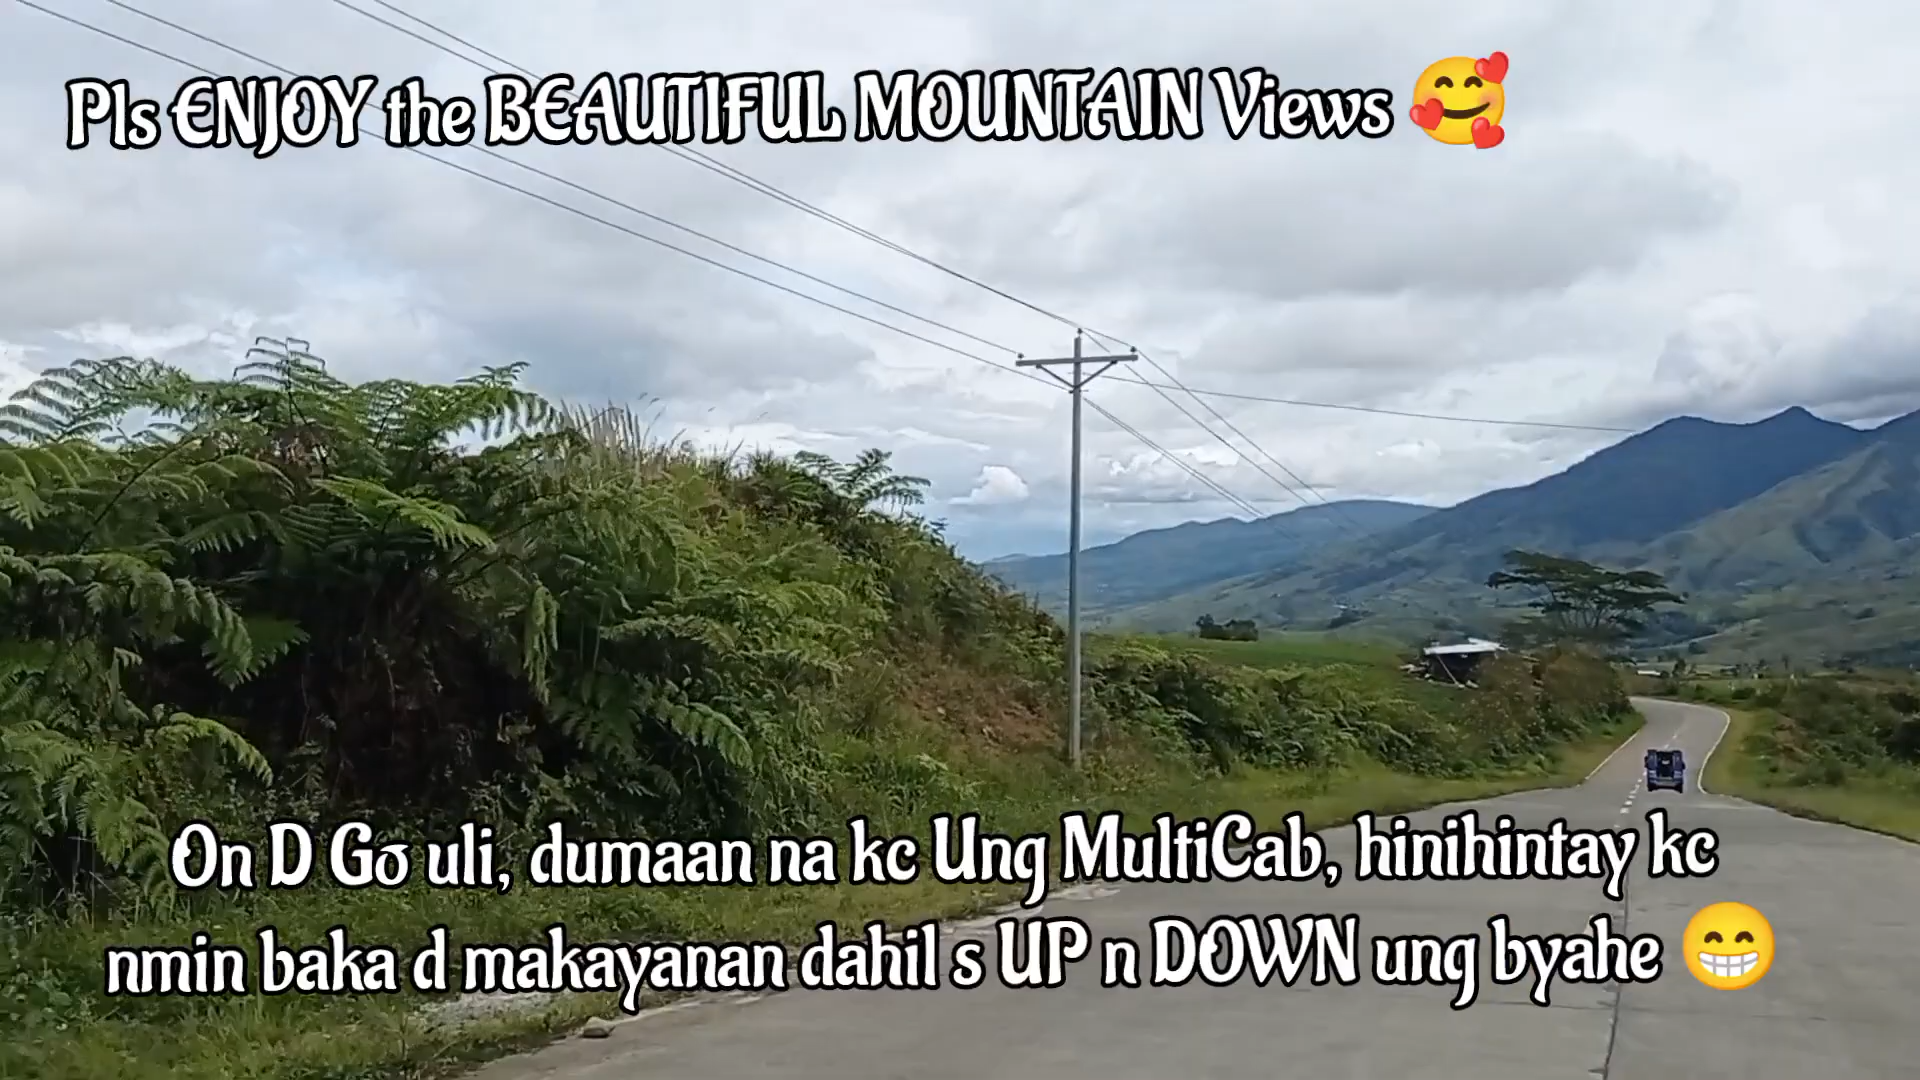 Pls ENJOY the BEAUTIFUL MOUNTAIN Views 🥰
On D Go uli, dumaan na kc Ung MultiCab, hinihintay kc
nmin baka d makayanan dahil s UP n DOWN ung byahe 😁